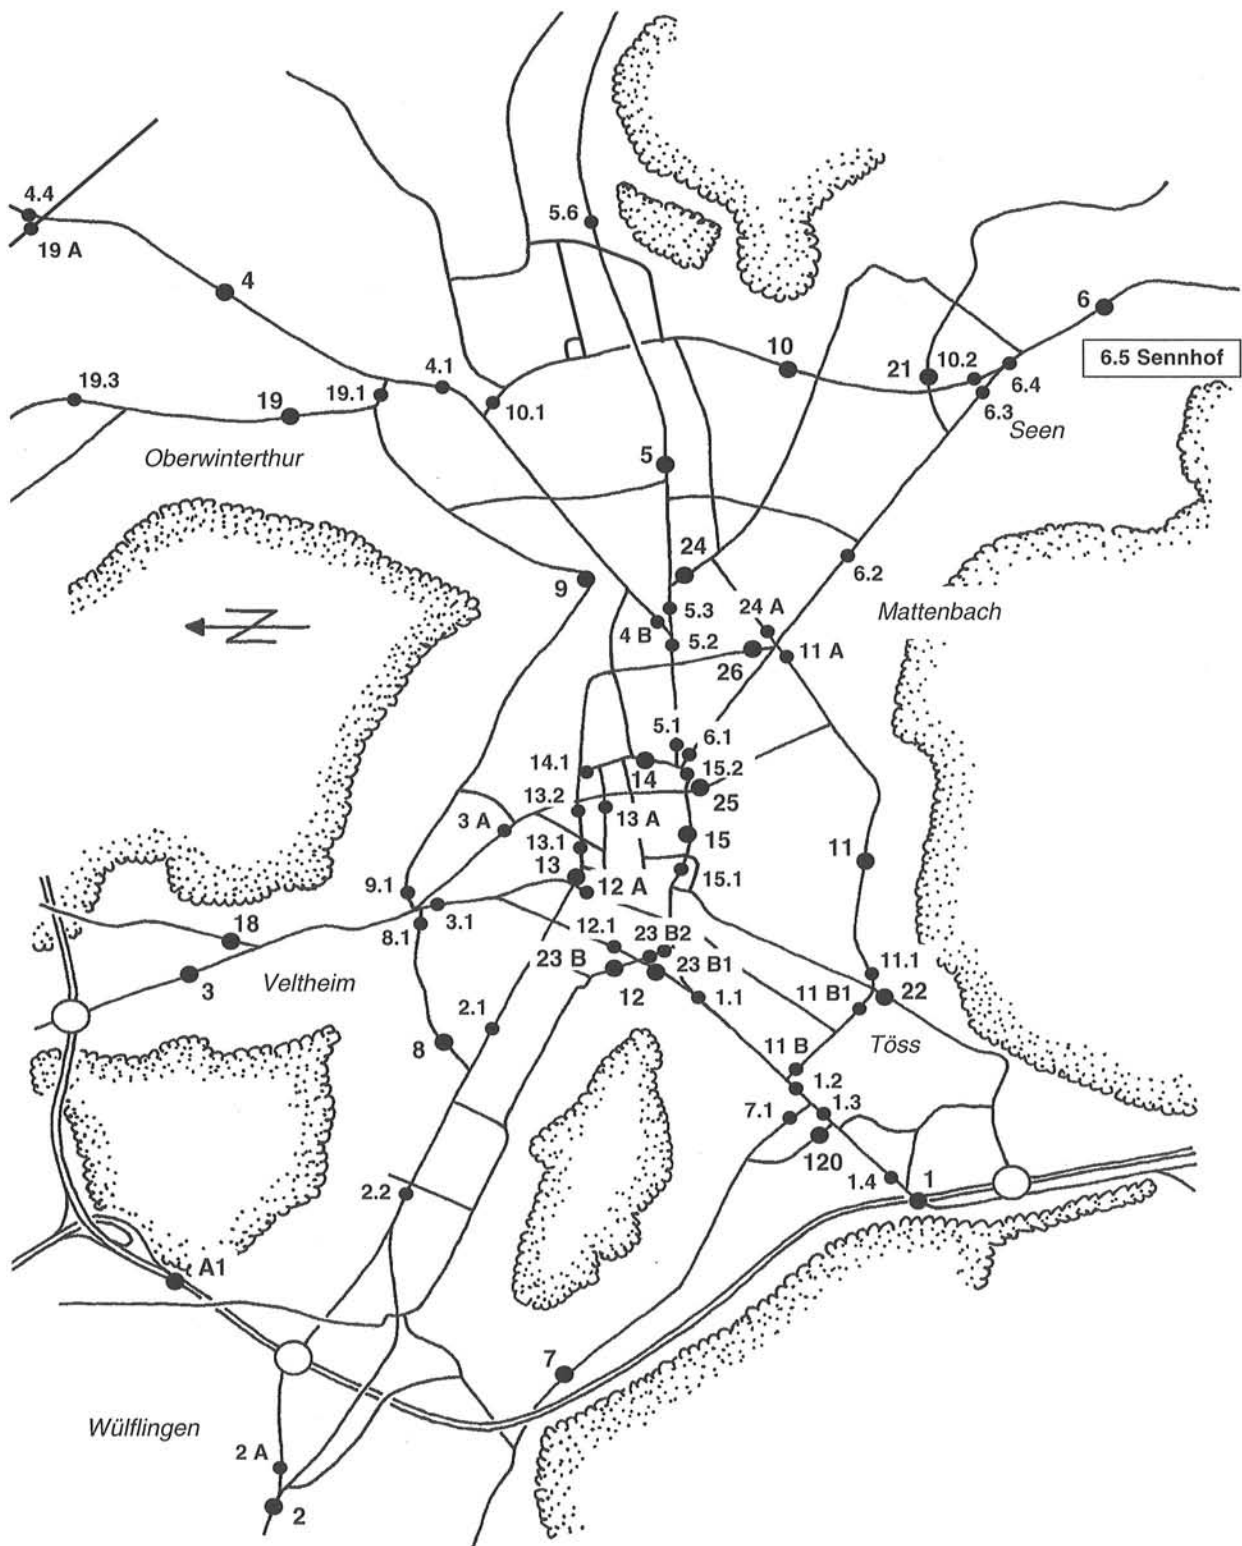 4.4
5.6
19 A
4
6
10
21
10.2
6.5 Sennhof
4.1
6.4
19.3
19
19.1
10.1
6.3
Seen
Oberwinterthur
5
24
9
6.2
24 A
Mattenbach
5.3
4 B
5.2
11 A
26
5.1
6.1
14.1
14
15.2
13.2
25
3 A
13 A
13.1
15
11
13
9.1
12 A
15.1
18
3.1
12.1
23 B2
8.1
23 B
23 B1
11.1
3
Veltheim
12
1.1
11 B1
22
2.1
8
11 B
Töss
1.2
7.1
1.3
120
1.4
1
2.2
A1
7
Wülflingen
2 A
2